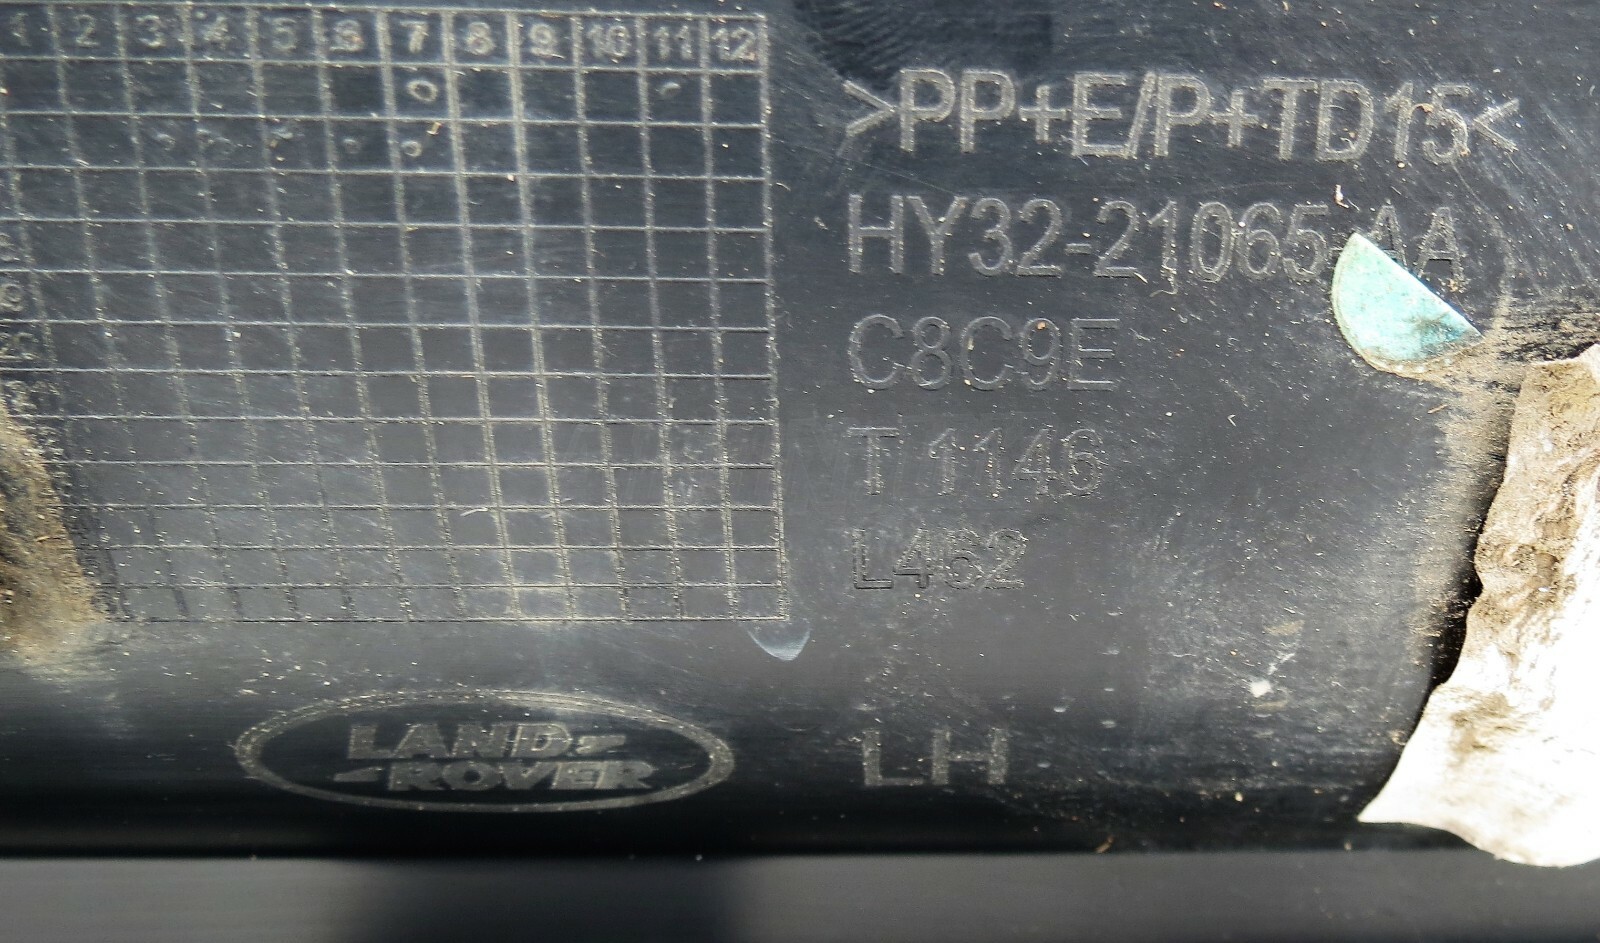 1 2 3 4 5 6 7 8 9 10 11 12
>PP+E/P+TD15<
HY32-21065-AA
C8C9E
T 1146
L462
LAND
ROVER
LH